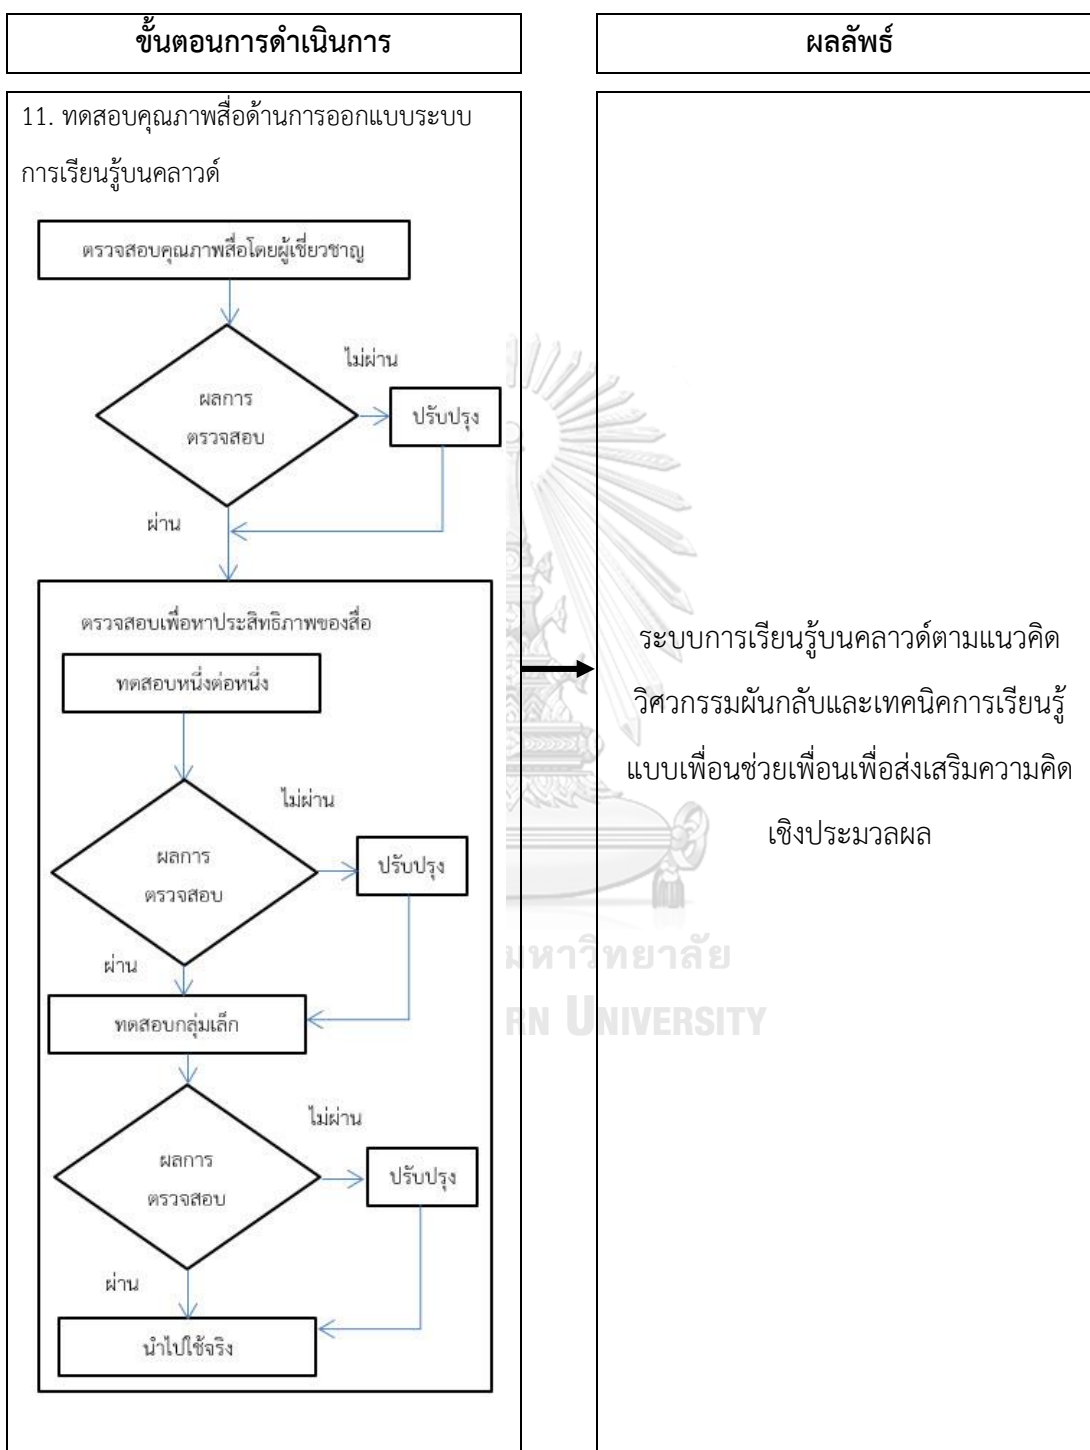 ขั้นตอนการดำเนินการ
ผลลัพธ์
11. ทดสอบคุณภาพสื่อด้านการออกแบบระบบ
การเรียนรู้บนคลาวด์
ตรวจสอบคุณภาพสื่อโดยผู้เชี่ยวชาญ
ไม่ผ่าน
ผลการ
ตรวจสอบ
ปรับปรุง
ผ่าน
ตรวจสอบเพื่อหาประสิทธิภาพของสื่อ
ทดสอบหนึ่งต่อหนึ่ง
ไม่ผ่าน
ผลการ
ตรวจสอบ
ปรับปรุง
ผ่าน
ทดสอบกลุ่มเล็ก
ไม่ผ่าน
ผลการ
ตรวจสอบ
ปรับปรุง
ผ่าน
นำไปใช้จริง
ระบบการเรียนรู้บนคลาวด์ตามแนวคิด
วิศวกรรมผันกลับและเทคนิคการเรียนรู้
แบบเพื่อนช่วยเพื่อนเพื่อส่งเสริมความคิด
เชิงประมวลผล
มหาวิทยาลัย
RN UNIVERSITY